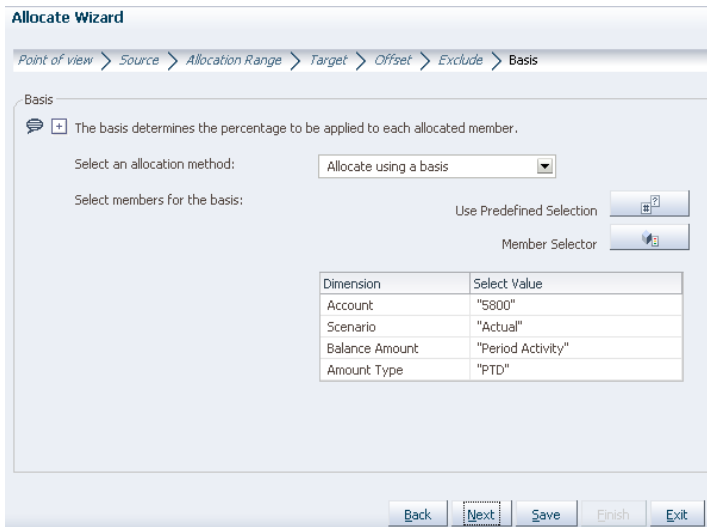 Allocate Wizard
Point of view > Source > Allocation Range > Target > Offset > Exclude > Basis
Basis
The basis determines the percentage to be applied to each allocated member.
Select an allocation method: Allocate using a basis
Select members for the basis:
Use Predefined Selection
Member Selector
Dimension Select Value
Account "5800"
Scenario "Actual"
Balance Amount "Period Activity"
Amount Type "PTD"
Back Next Save Finish Exit